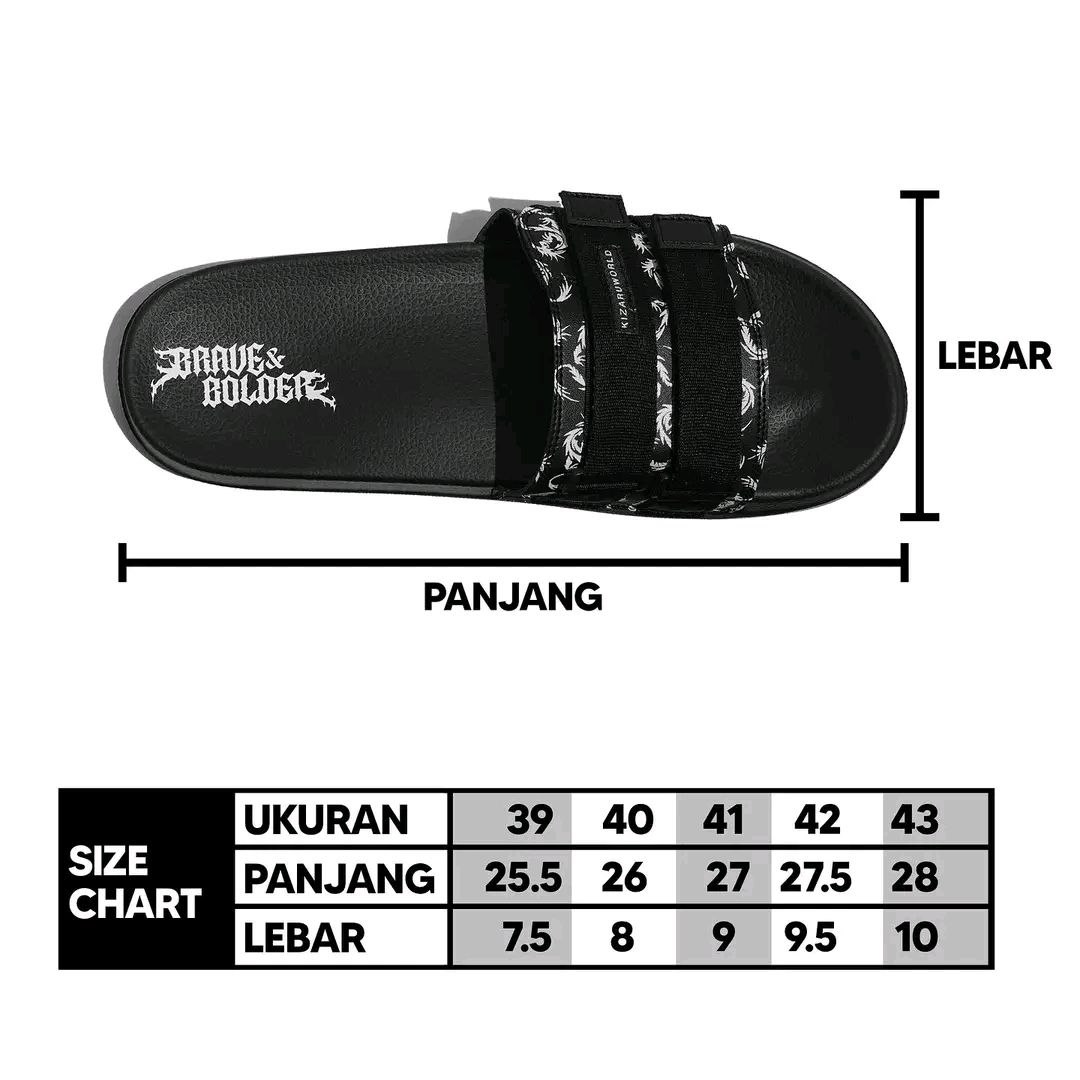 BRAVE &
BOLDER
KIZARUWORLD
LEBAR
PANJANG
SIZE
CHART
UKURAN 39 40 41 42 43
PANJANG 25.5 26 27 27.5 28
LEBAR 7.5 8 9 9.5 10